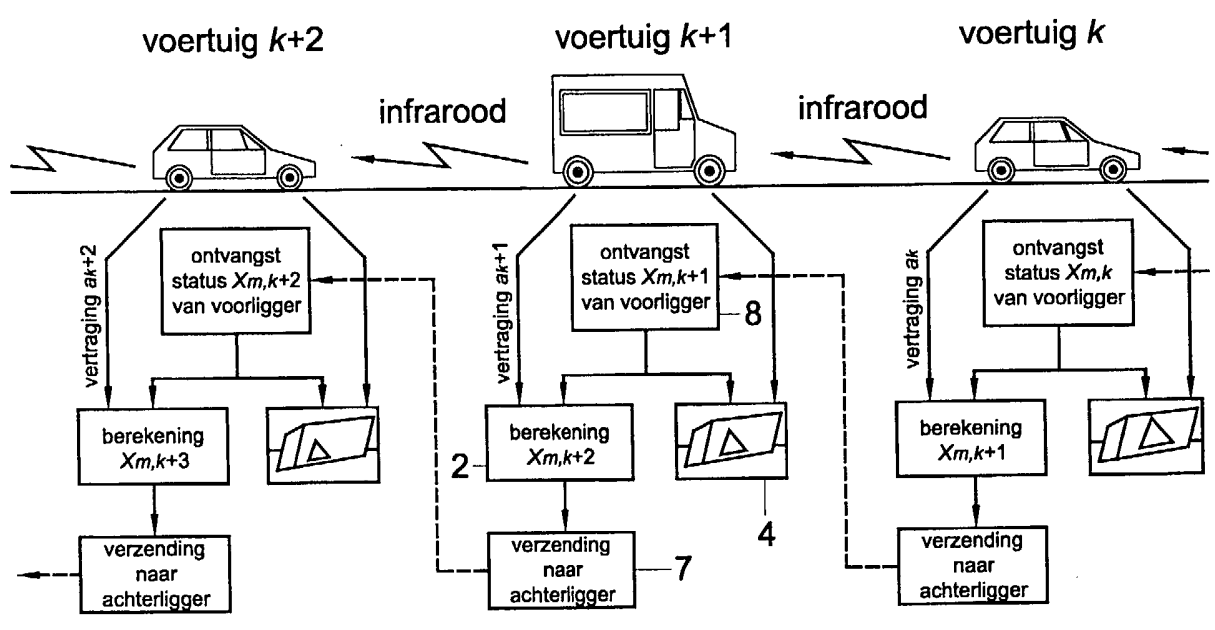 voertuig k+2
voertuig k+1
voertuig k
infrarood
infrarood
vertraging ak+2
ontvangst
status Xm,k+2
van voorligger
vertraging ak+1
ontvangst
status Xm,k+1
van voorligger
8
vertraging ak
ontvangst
status Xm,k
van voorligger
berekening
Xm,k+3
2
berekening
Xm,k+2
4
berekening
Xm,k+1
verzending
naar
achterligger
verzending
naar
achterligger
7
verzending
naar
achterligger